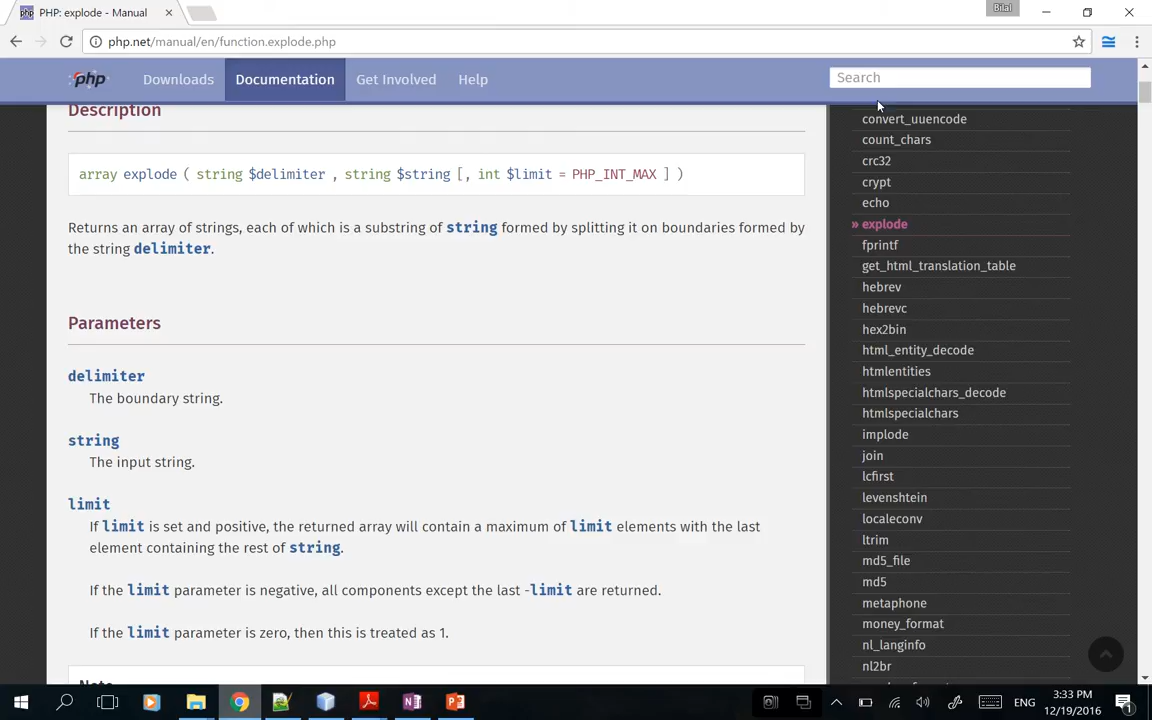 PHP: explode - Manual
Bilal
php.net/manual/en/function.explode.php
php
Downloads
Documentation
Get Involved
Help
Search
Description
array explode ( string $delimiter , string $string [, int $limit = PHP_INT_MAX ] )
Returns an array of strings, each of which is a substring of string formed by splitting it on boundaries formed by
the string delimiter.
Parameters
delimiter
The boundary string.
string
The input string.
limit
If limit is set and positive, the returned array will contain a maximum of limit elements with the last
element containing the rest of string.
If the limit parameter is negative, all components except the last -limit are returned.
If the limit parameter is zero, then this is treated as 1.
Note
convert_uuencode
count_chars
crc32
crypt
echo
» explode
fprintf
get_html_translation_table
hebrev
hebrevc
hex2bin
html_entity_decode
htmlentities
htmlspecialchars_decode
htmlspecialchars
implode
join
lcfirst
levenshtein
localeconv
ltrim
md5_file
md5
metaphone
money_format
nl_langinfo
nl2br
ENG
3:33 PM
12/19/2016
1